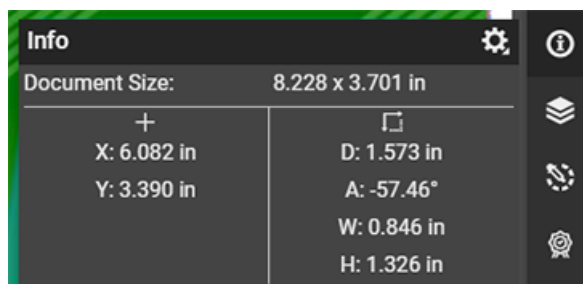 Info
Document Size: 8.228 x 3.701 in
X: 6.082 in D: 1.573 in
Y: 3.390 in A: -57.46°
W: 0.846 in
H: 1.326 in